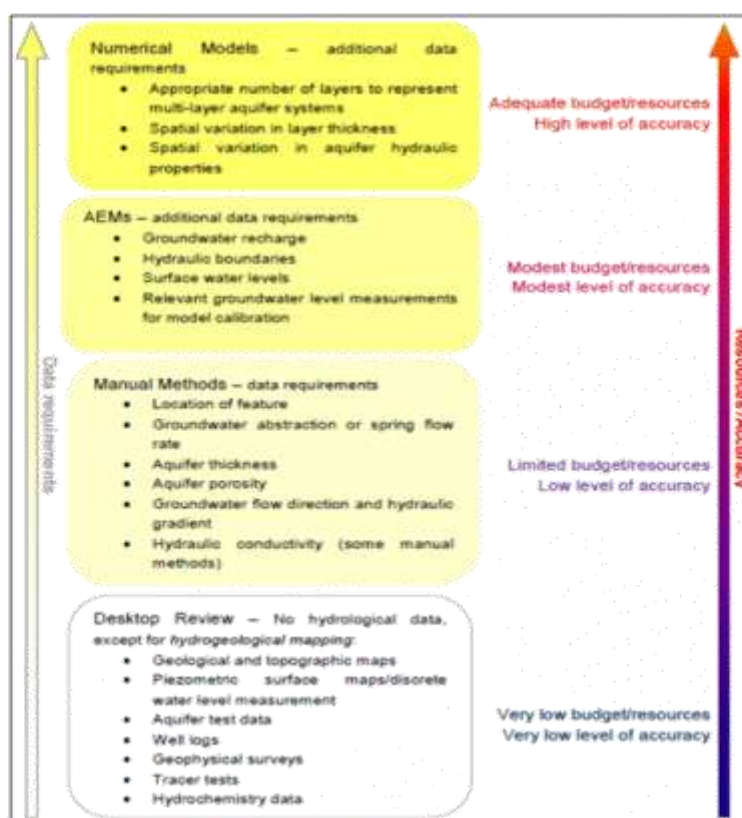 Numerical Models – additional data
requirements
• Appropriate number of layers to represent
multi-layer aquifer systems
• Spatial variation in layer thickness
• Spatial variation in aquifer hydraulic
properties
Adequate budget/resources
High level of accuracy
AEMs – additional data requirements
• Groundwater recharge
• Hydraulic boundaries
• Surface water levels
• Relevant groundwater level measurements
for model calibration
Modest budget/resources
Modest level of accuracy
Manual Methods – data requirements
• Location of feature
• Groundwater abstraction or spring flow
rate
• Aquifer thickness
• Aquifer porosity
• Groundwater flow direction and hydraulic
gradient
• Hydraulic conductivity (some manual
methods)
Limited budget/resources
Low level of accuracy
Desktop Review – No hydrological data,
except for hydrogeological mapping:
• Geological and topographic maps
• Piezometric surface maps/discrete
water level measurement
• Aquifer test data
• Well logs
• Geophysical surveys
• Tracer tests
• Hydrochemistry data
Very low budget/resources
Very low level of accuracy
Data requirements
Resources/Accuracy